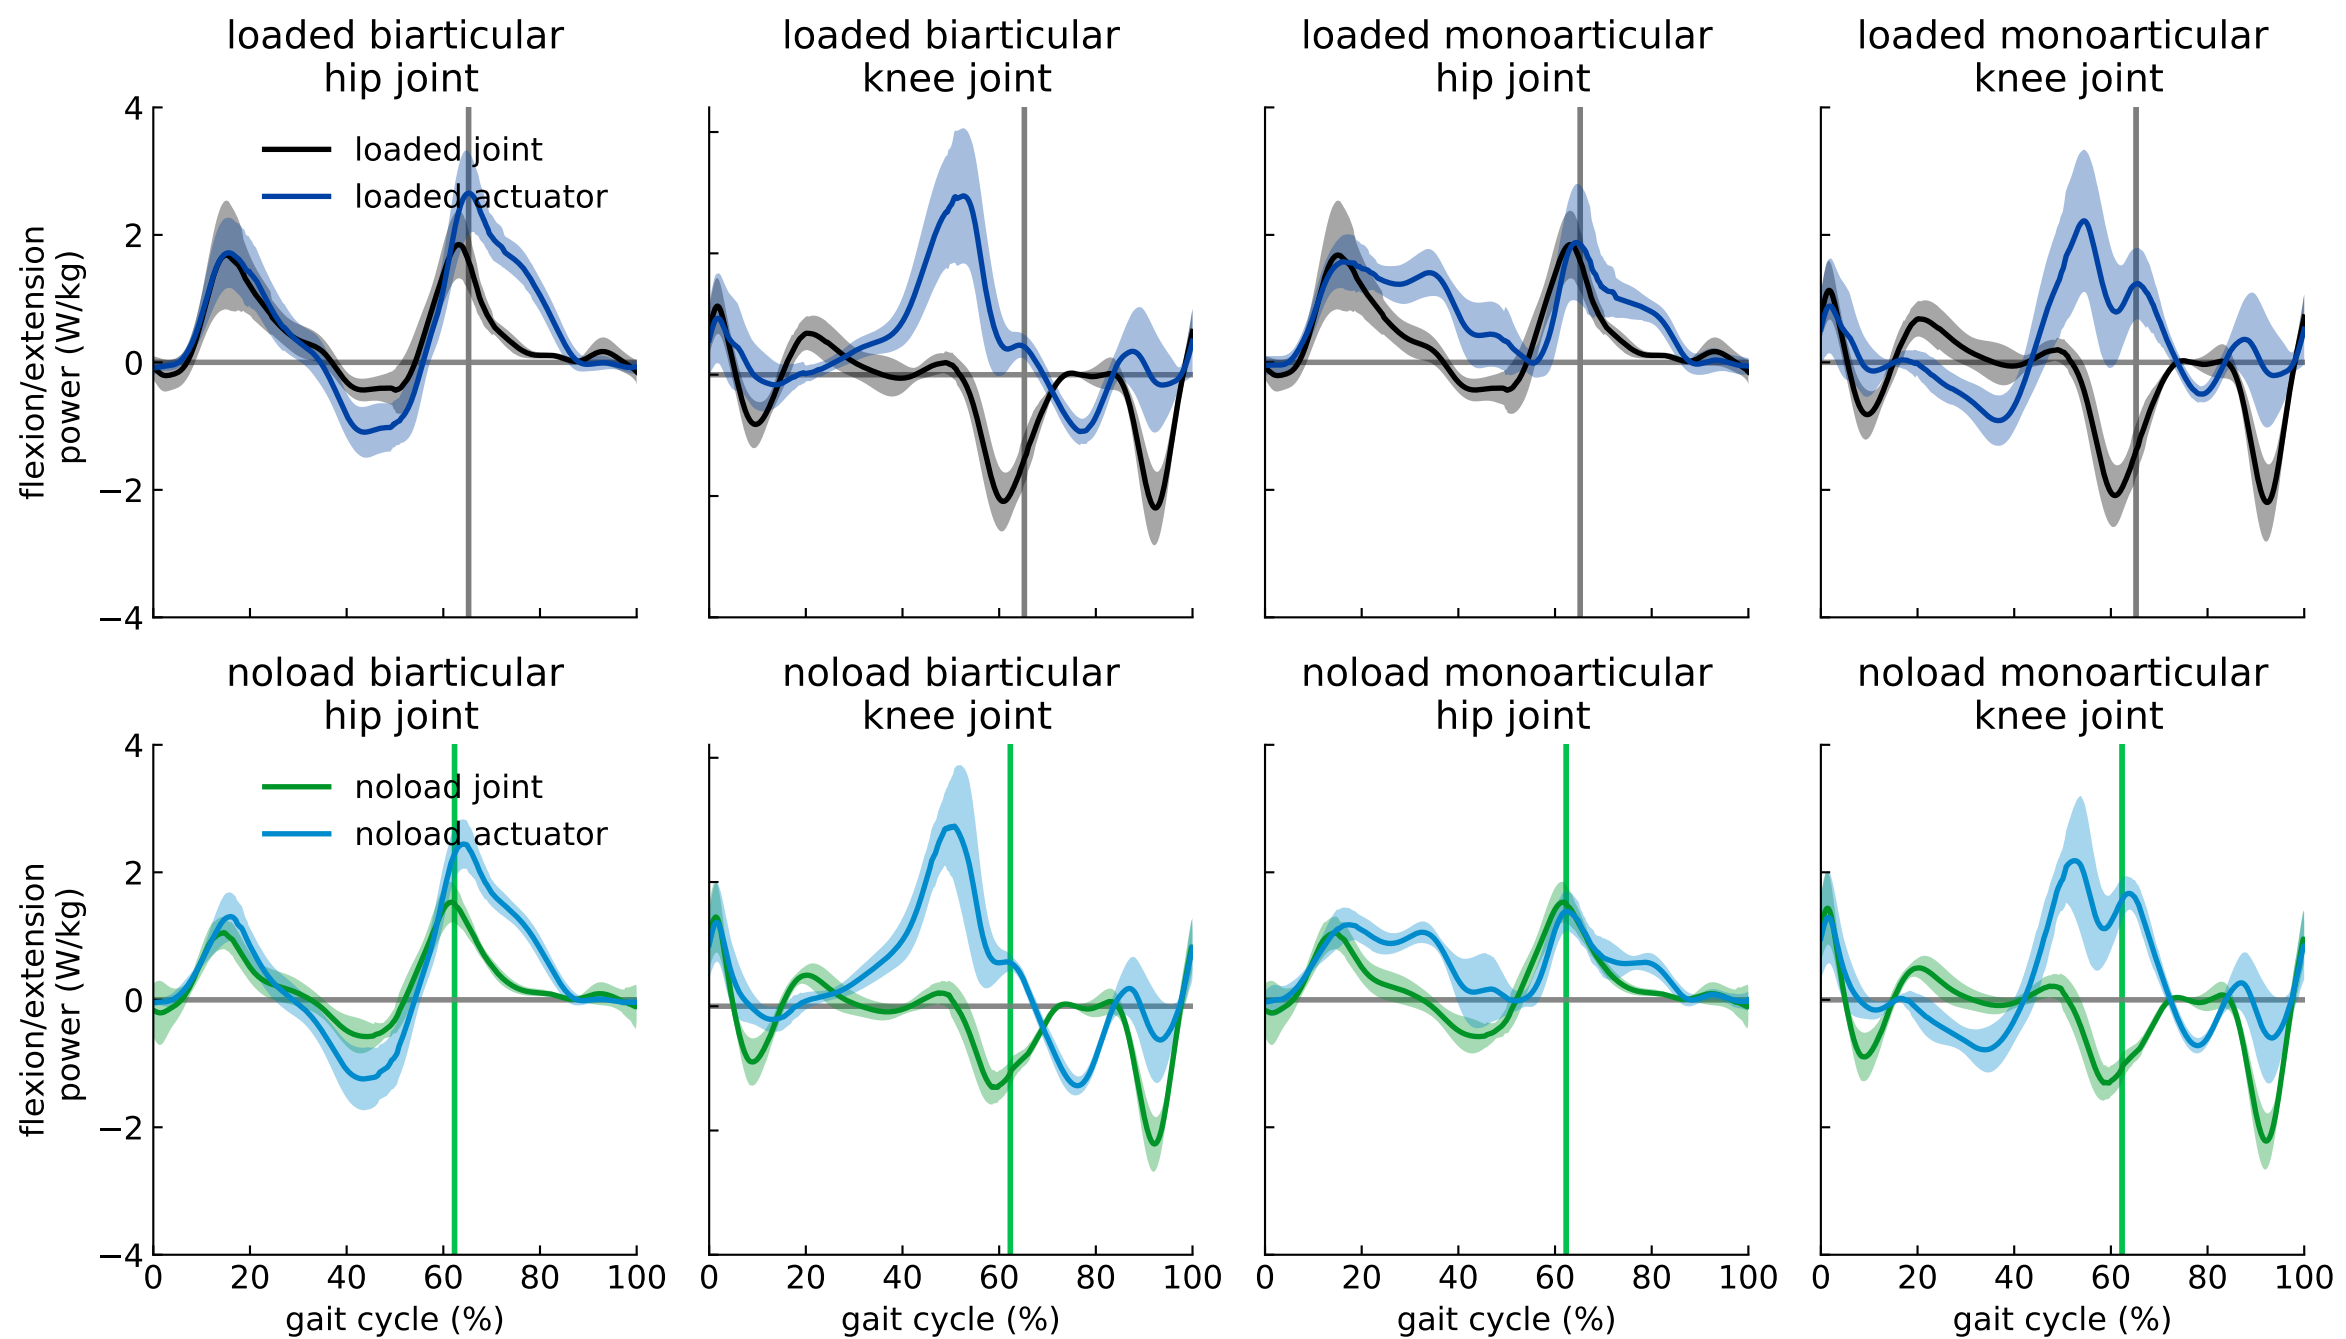 loaded biarticular
hip joint
loaded biarticular
knee joint
loaded monoarticular
hip joint
loaded monoarticular
knee joint
4
2
0
−2
−4
flexion/extension
power (W/kg)
loaded joint
loaded actuator
noload biarticular
hip joint
noload biarticular
knee joint
noload monoarticular
hip joint
noload monoarticular
knee joint
4
2
0
−2
−4
flexion/extension
power (W/kg)
noload joint
noload actuator
0 20 40 60 80 100
0 20 40 60 80 100
0 20 40 60 80 100
0 20 40 60 80 100
gait cycle (%)
gait cycle (%)
gait cycle (%)
gait cycle (%)